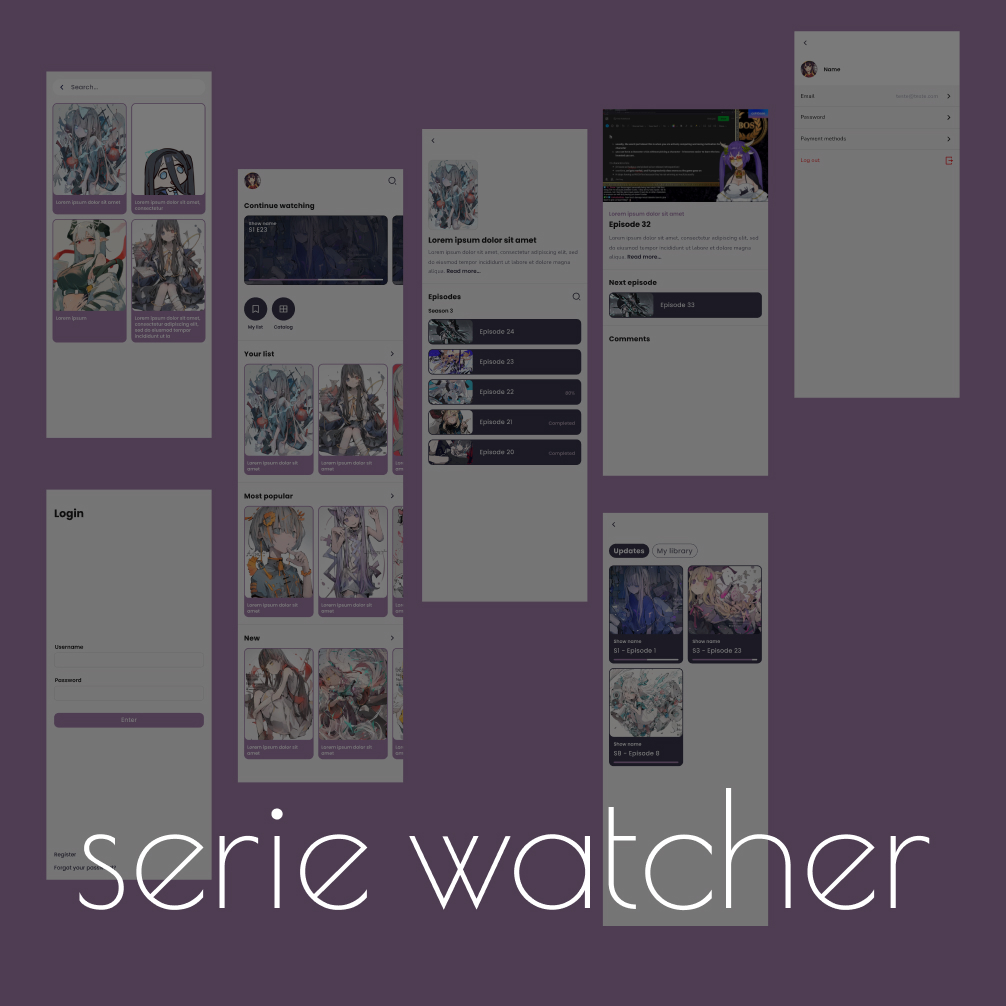 Search...
Lorem ipsum dolor sit amet
Lorem ipsum dolor sit amet,
consectetur
Lorem ipsum
Lorem ipsum dolor sit amet,
consectetur adipiscing elit,
sed do eiusmod tempor
incididunt ut la
Login
Username
Password
Enter
Register
Forgot your password?
Continue watching
Show name
S1 E23
My list
Catalog
Your list
Lorem ipsum dolor sit
amet
Lorem ipsum dolor sit
amet
Most popular
Lorem ipsum dolor sit
amet
Lorem ipsum dolor sit
amet
New
Lorem ipsum dolor sit
amet
Lorem ipsum dolor sit
amet
Lorem ipsum dolor sit amet
Lorem ipsum dolor sit amet, consectetur adipiscing elit, sed
do eiusmod tempor incididunt ut labore et dolore magna
aliqua. Read more...
Episodes
Season 3
Episode 24
Episode 23
Episode 22
Episode 21
Completed
Episode 20
Completed
BOS
Lorem ipsum dolor sit amet
Episode 32
Lorem ipsum dolor sit amet, consectetur adipiscing elit, sed
do eiusmod tempor incididunt ut labore et dolore magna
aliqua. Read more...
Next episode
Episode 33
Comments
Updates
My library
Show name
S1 - Episode 1
Show name
S3 - Episode 23
Show name
S9 - Episode 8
Name
Email
Password
Payment methods
Log out
serie watcher